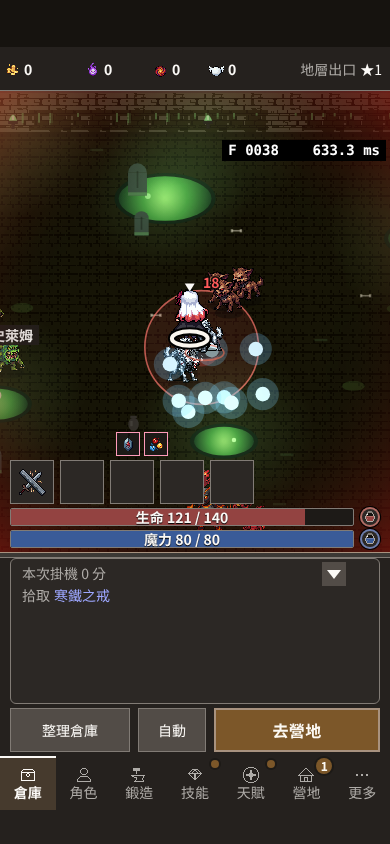 0 0 0 0 地層出口 ★1
F 0038 633.3 ms
18
史萊姆
生命 121 / 140
魔力 80 / 80
本次掛機 0 分
拾取 寒鐵之戒
整理倉庫 自動 去營地
1
倉庫 角色 鍛造 技能 天賦 營地 更多